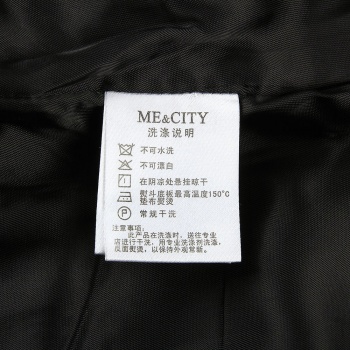 ME&CITY
洗涤说明
不可水洗
不可漂白
在阴凉处悬挂晾干
熨斗底板最高温度150°C
垫布熨烫
常规干洗
注意事项:
此产品在洗涤时，送往专业
店进行干洗，用专业洗涤剂洗涤，
反面熨烫，以保持外观常新。